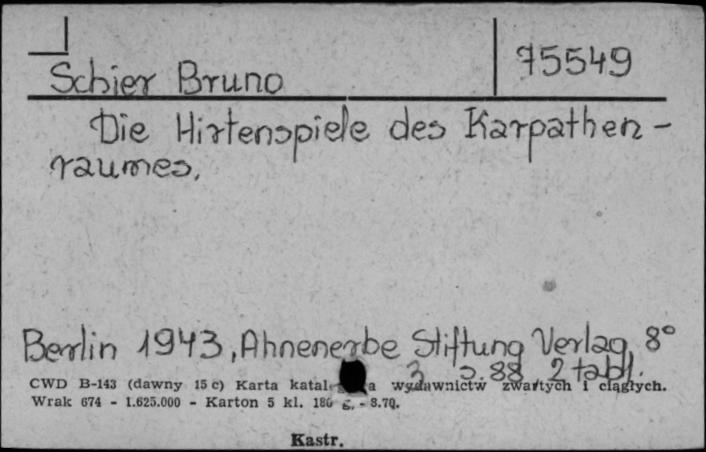 Schier Bruno
75549
Die Hirtenspiele des Karpathen-
raumes.
Berlin 1943, Ahnenerbe Stiftung Verlag, 8°
3 s. 88 2 tabl.
CWD B-143 (dawny 15 c) Karta wydawnictw zwartych i ciągłych.
Wrak 674 - 1.625.000 - Karton 5 kl. 180 g. - 8.70.
Kastr.